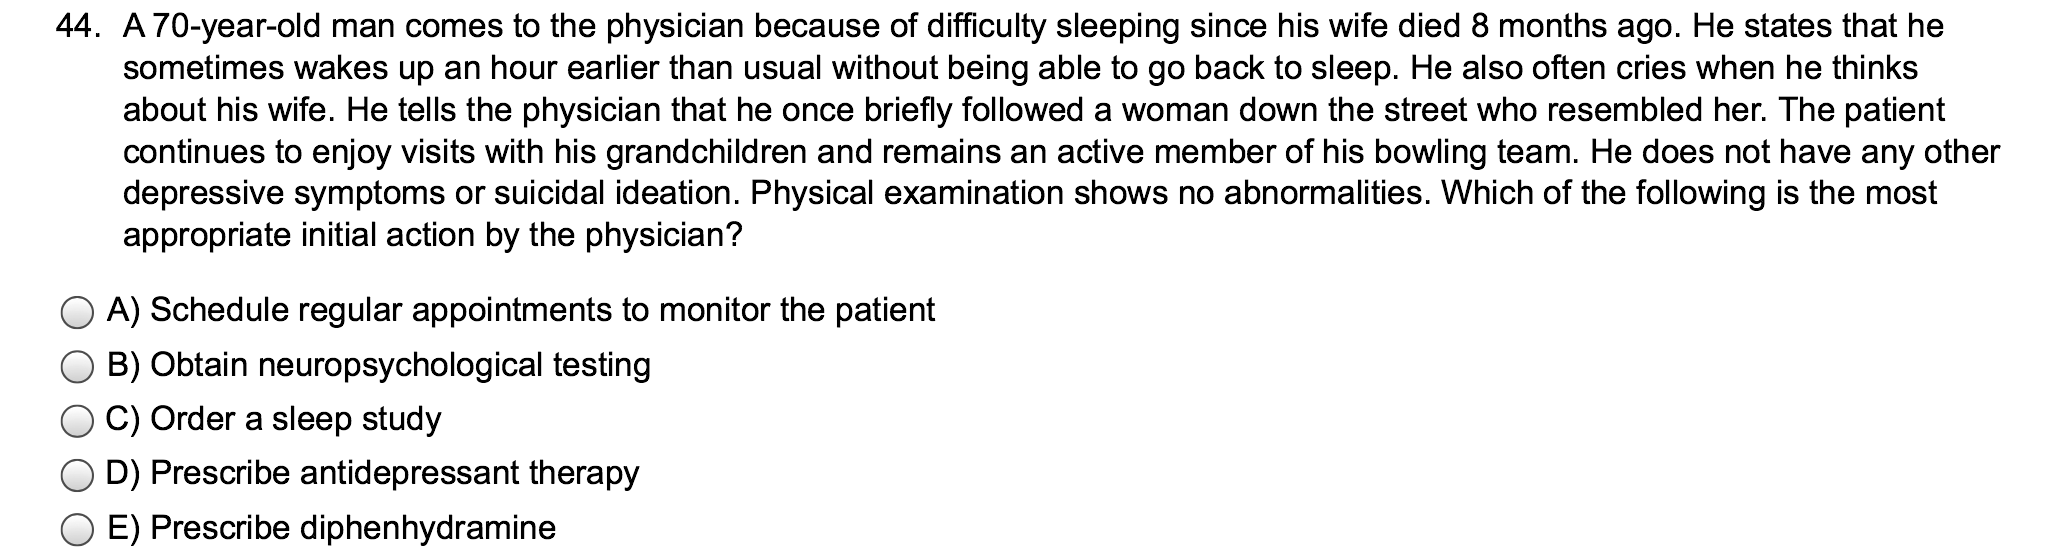 44. A 70-year-old man comes to the physician because of difficulty sleeping since his wife died 8 months ago. He states that he
sometimes wakes up an hour earlier than usual without being able to go back to sleep. He also often cries when he thinks
about his wife. He tells the physician that he once briefly followed a woman down the street who resembled her. The patient
continues to enjoy visits with his grandchildren and remains an active member of his bowling team. He does not have any other
depressive symptoms or suicidal ideation. Physical examination shows no abnormalities. Which of the following is the most
appropriate initial action by the physician?
A) Schedule regular appointments to monitor the patient
B) Obtain neuropsychological testing
C) Order a sleep study
D) Prescribe antidepressant therapy
E) Prescribe diphenhydramine